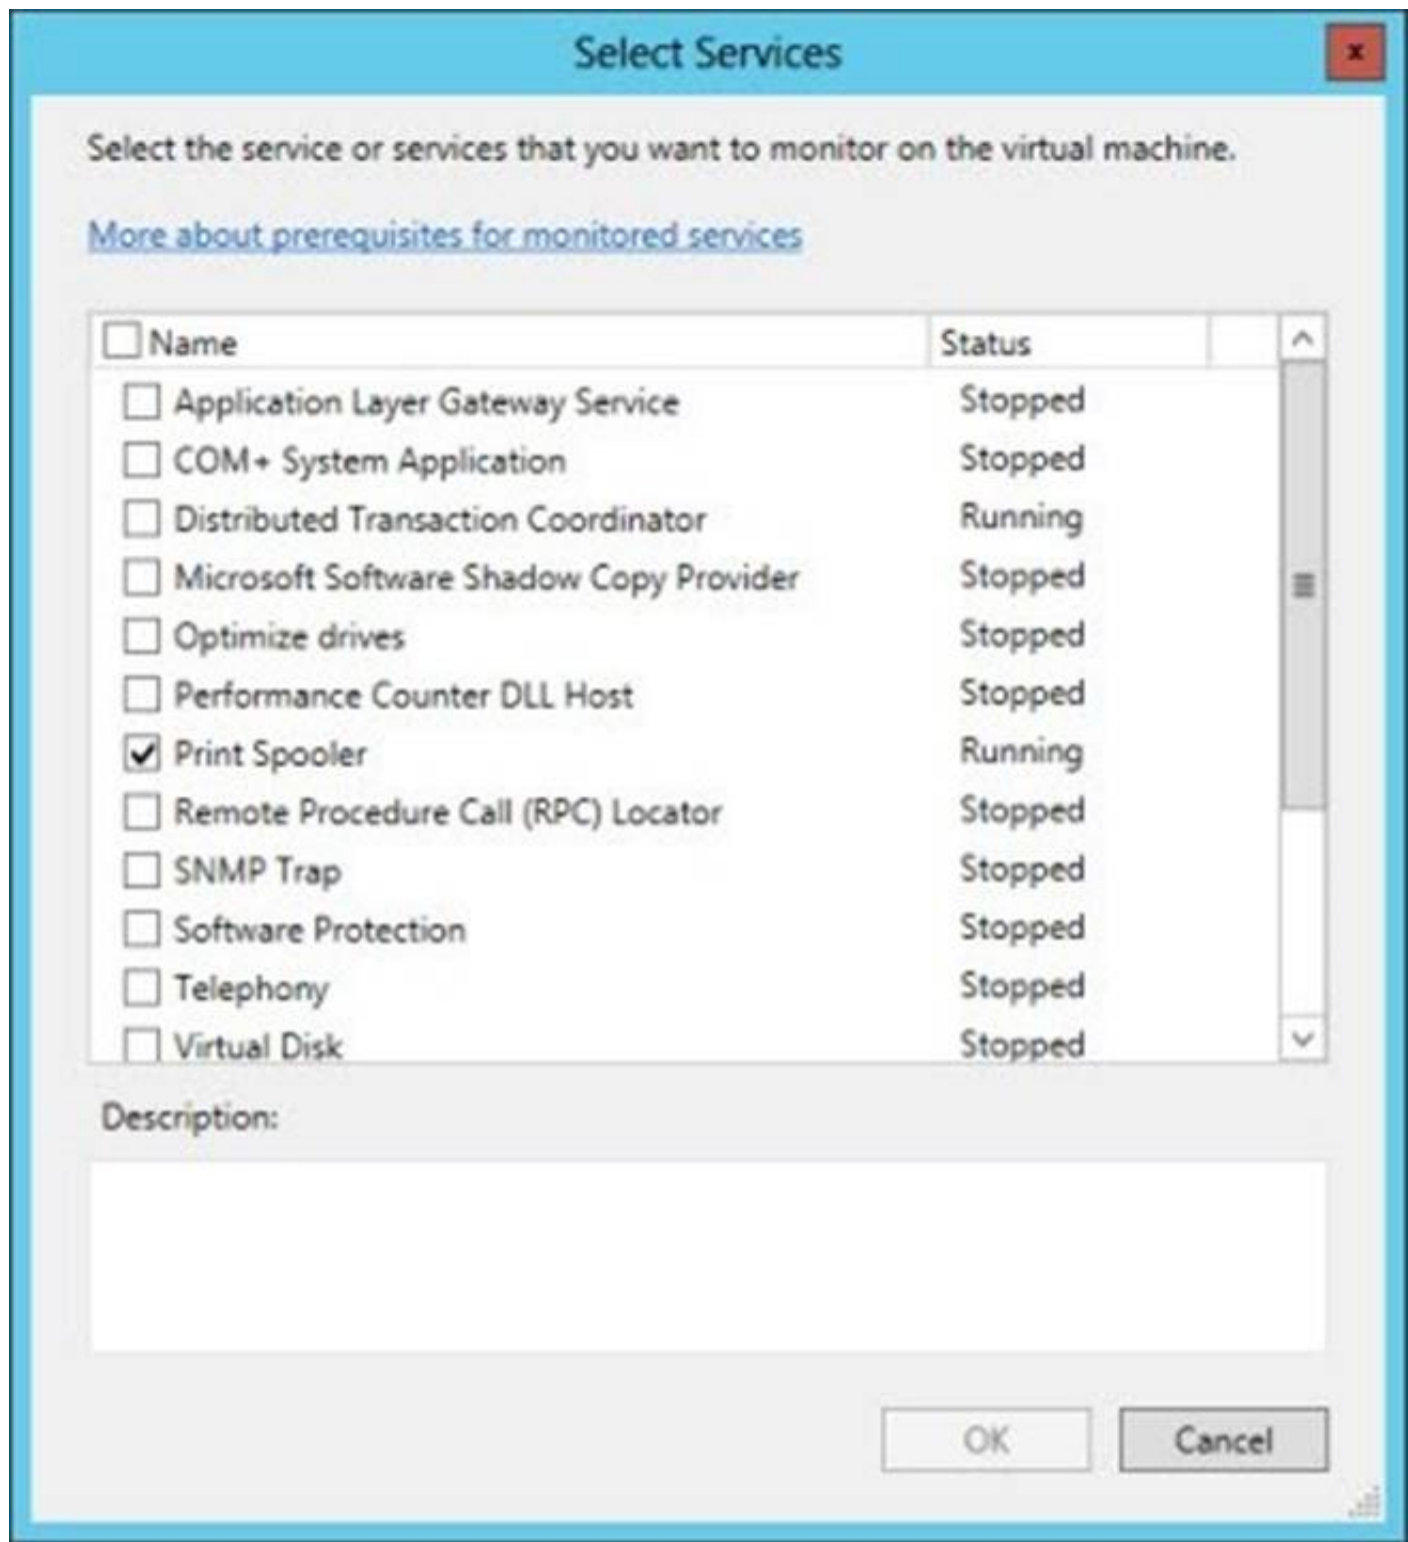 Select Services
x
Select the service or services that you want to monitor on the virtual machine.
More about prerequisites for monitored services
Name Status
Application Layer Gateway Service Stopped
COM+ System Application Stopped
Distributed Transaction Coordinator Running
Microsoft Software Shadow Copy Provider Stopped
Optimize drives Stopped
Performance Counter DLL Host Stopped
Print Spooler Running
Remote Procedure Call (RPC) Locator Stopped
SNMP Trap Stopped
Software Protection Stopped
Telephony Stopped
Virtual Disk Stopped
Description:
OK Cancel